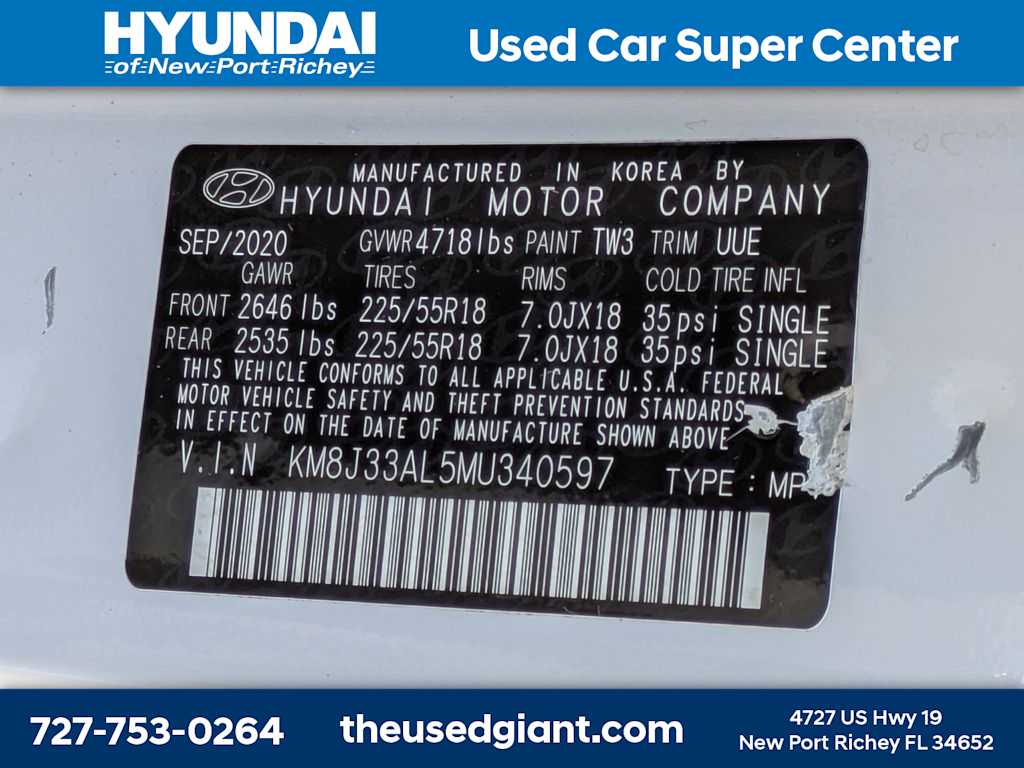 HYUNDAI
of New Port Richey
Used Car Super Center
MANUFACTURED IN KOREA BY
HYUNDAI MOTOR COMPANY
SEP/2020 GVWR 4718lbs PAINT TW3 TRIM UUE
GAWR TIRES RIMS COLD TIRE INFL
FRONT 2646 lbs 225/55R18 7.0JX18 35psi SINGLE
REAR 2535 lbs 225/55R18 7.0JX18 35psi SINGLE
THIS VEHICLE CONFORMS TO ALL APPLICABLE U.S.A. FEDERAL
MOTOR VEHICLE SAFETY AND THEFT PREVENTION STANDARDS
IN EFFECT ON THE DATE OF MANUFACTURE SHOWN ABOVE
V.I.N KM8J33AL5MU340597 TYPE : MP
727-753-0264
theusedgiant.com
4727 US Hwy 19
New Port Richey FL 34652